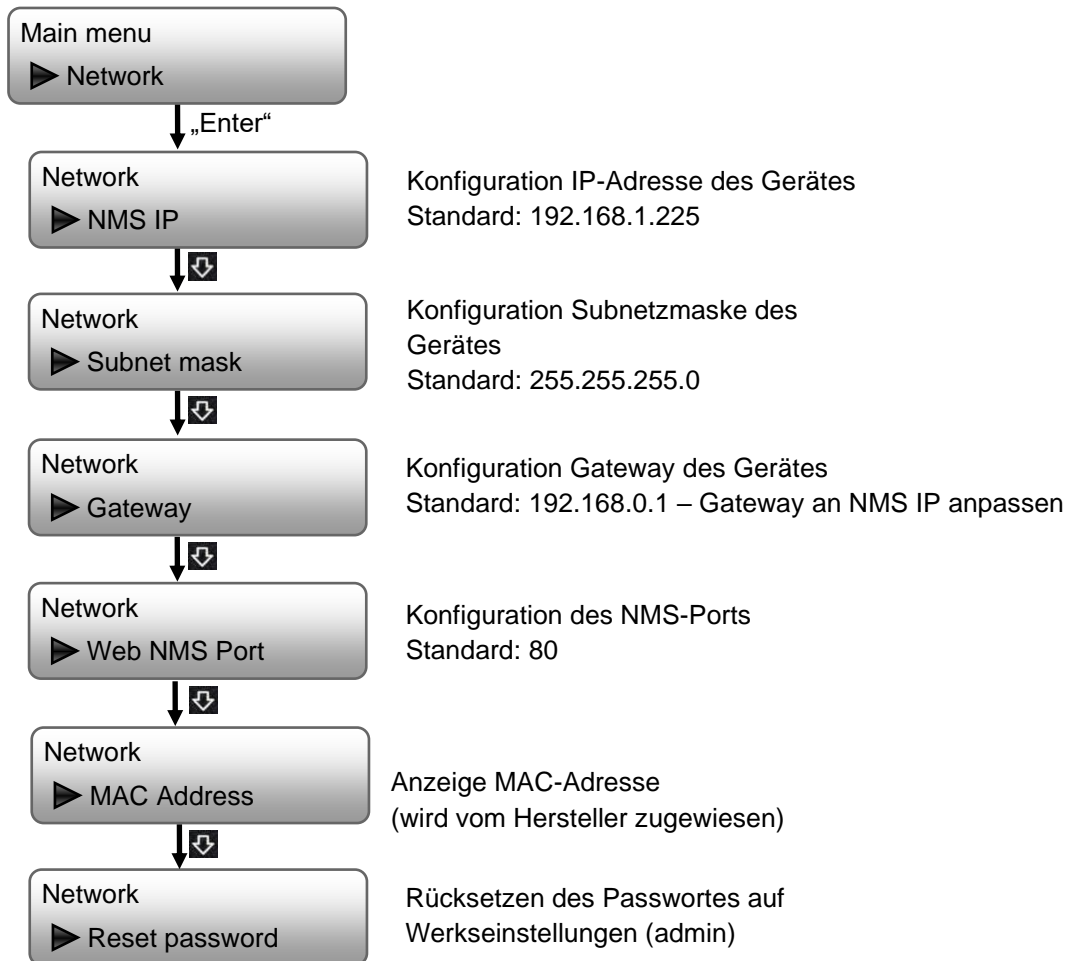 Main menu
Network
„Enter“
Network
NMS IP
Konfiguration IP-Adresse des Gerätes
Standard: 192.168.1.225
Network
Subnet mask
Konfiguration Subnetzmaske des
Gerätes
Standard: 255.255.255.0
Network
Gateway
Konfiguration Gateway des Gerätes
Standard: 192.168.0.1 – Gateway an NMS IP anpassen
Network
Web NMS Port
Konfiguration des NMS-Ports
Standard: 80
Network
MAC Address
Anzeige MAC-Adresse
(wird vom Hersteller zugewiesen)
Network
Reset password
Rücksetzen des Passwortes auf
Werkseinstellungen (admin)